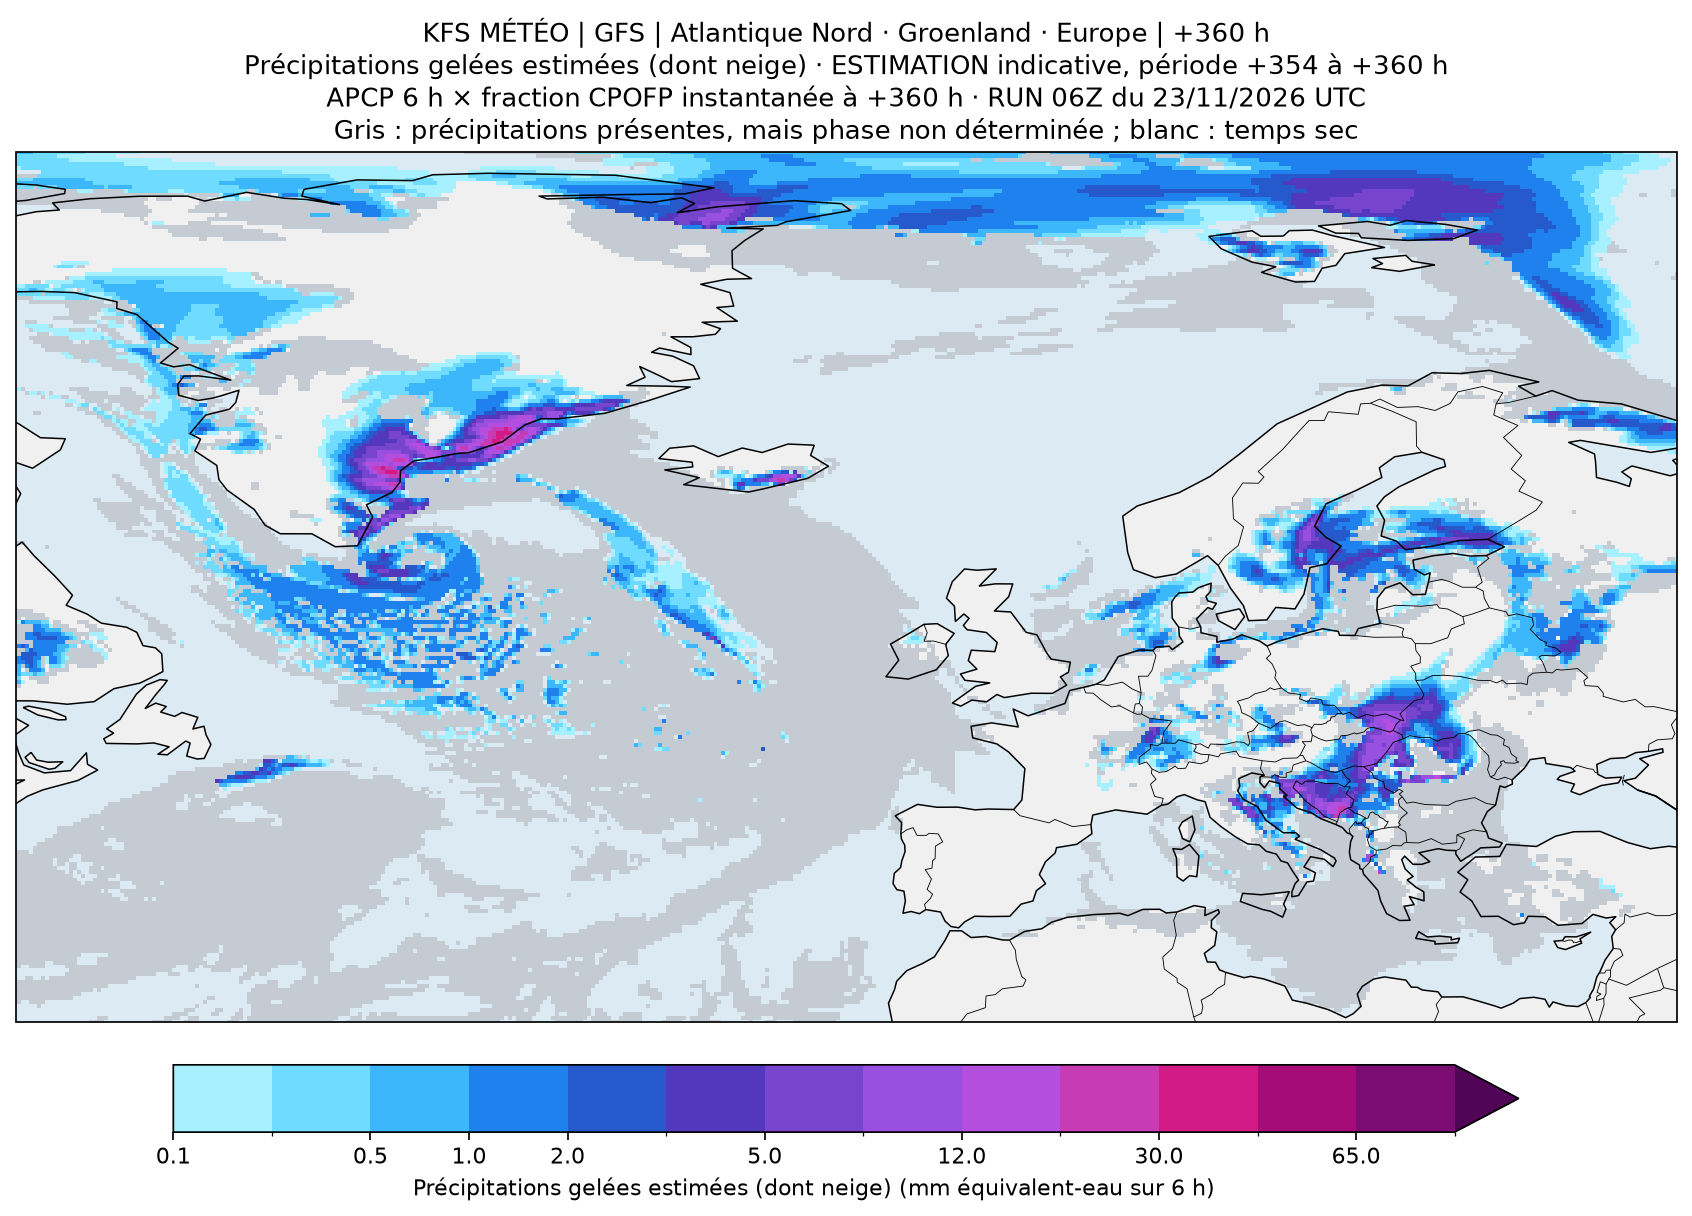 KFS MÉTÉO | GFS | Atlantique Nord · Groenland · Europe | +360 h
Précipitations gelées estimées (dont neige) · ESTIMATION indicative, période +354 à +360 h
APCP 6 h × fraction CPOFP instantanée à +360 h · RUN 06Z du 23/11/2026 UTC
Gris : précipitations présentes, mais phase non déterminée ; blanc : temps sec
0.1 0.5 1.0 2.0 5.0 12.0 30.0 65.0
Précipitations gelées estimées (dont neige) (mm équivalent-eau sur 6 h)